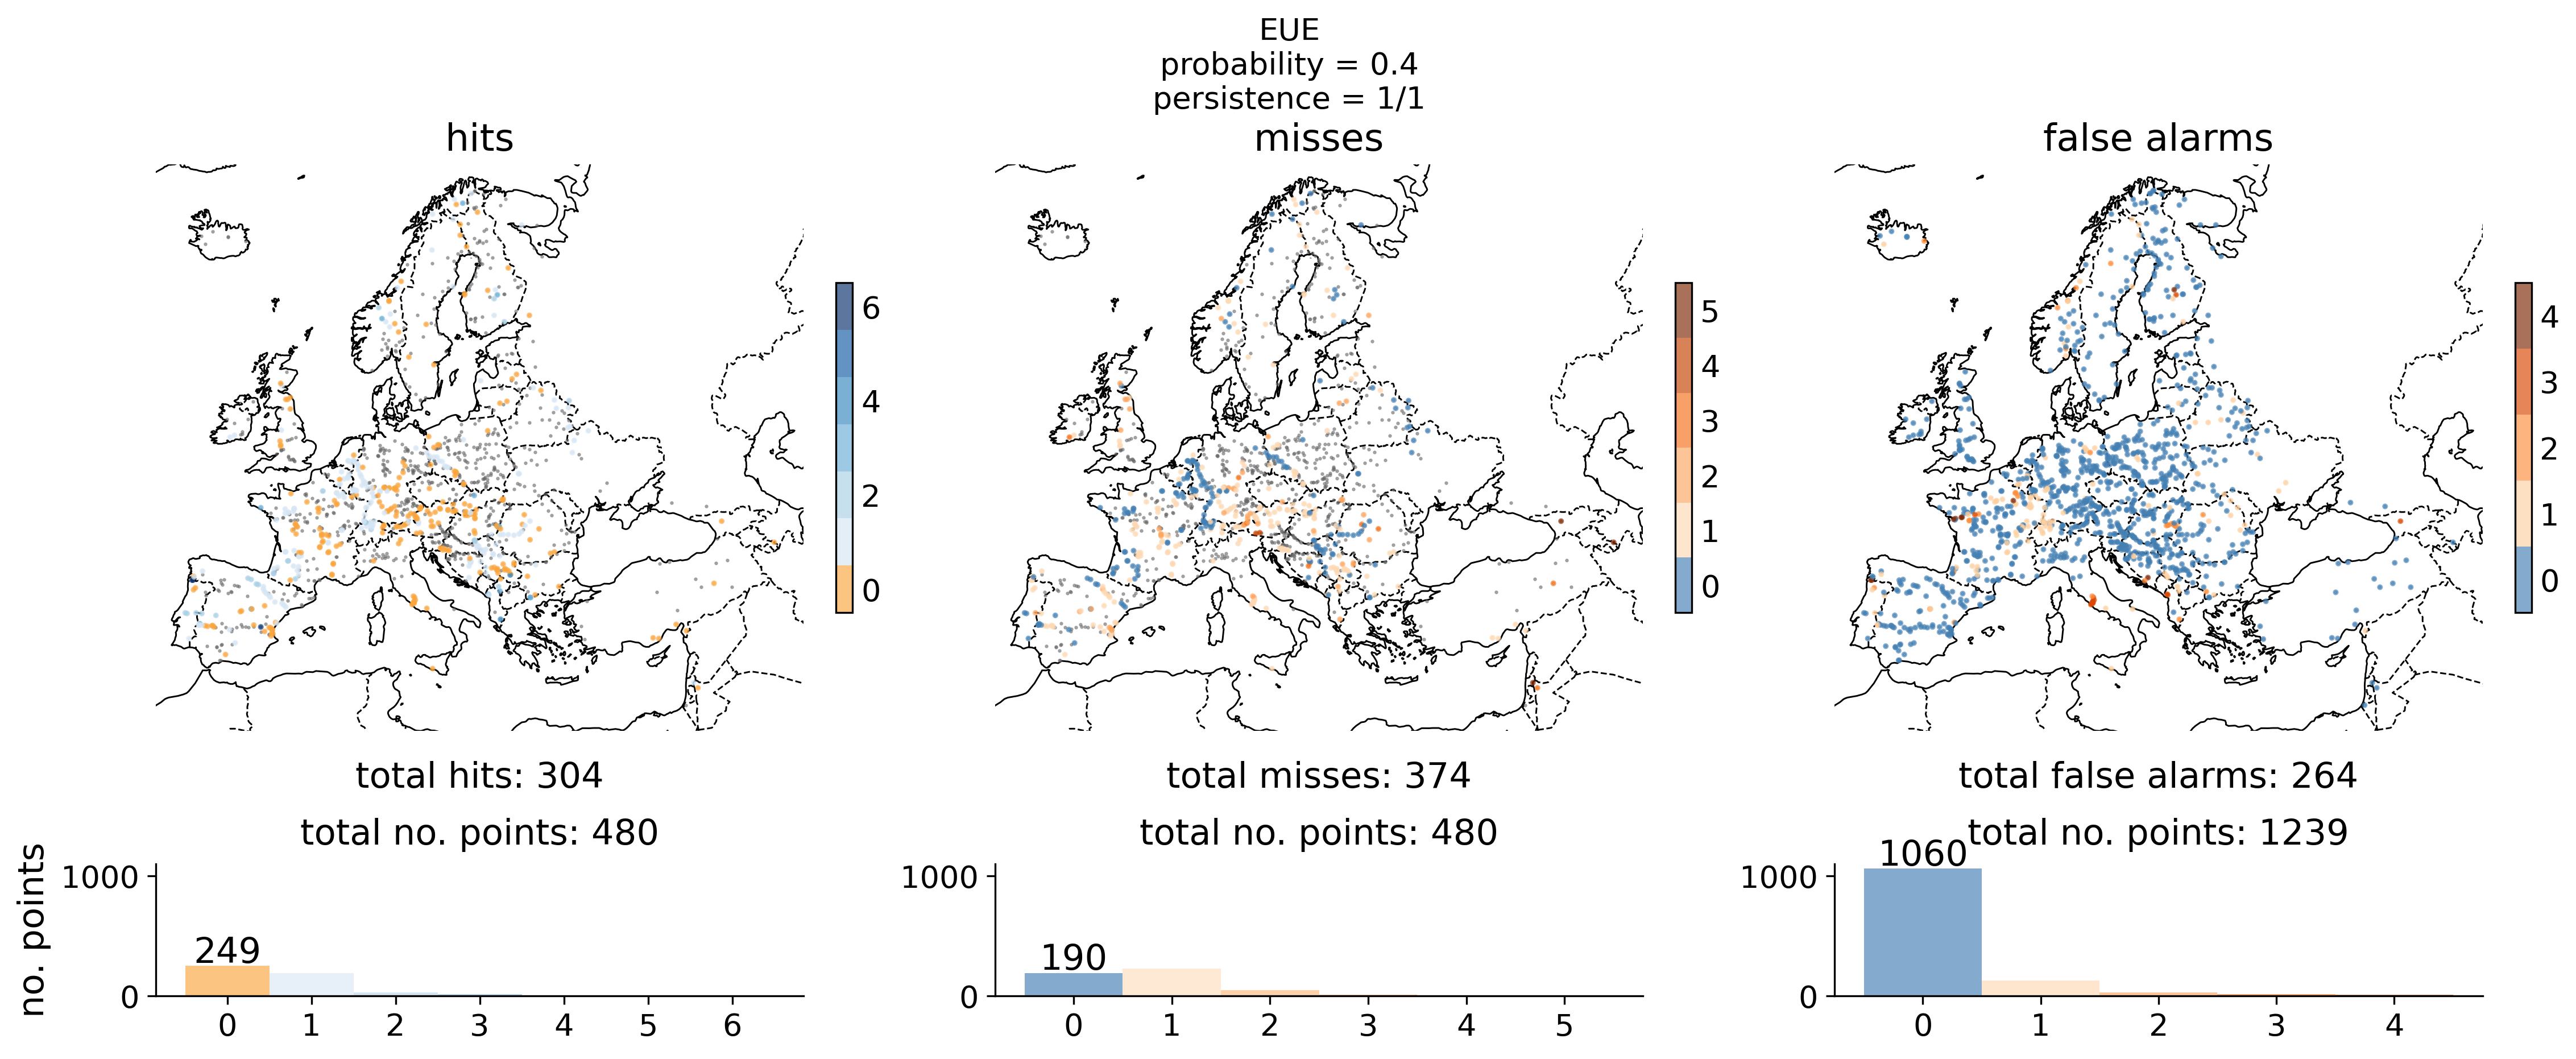 EUE
probability = 0.4
persistence = 1/1
hits
misses
false alarms
6
4
2
0
5
4
3
2
1
0
4
3
2
1
0
total hits: 304
total misses: 374
total false alarms: 264
total no. points: 480
total no. points: 480
total no. points: 1239
no. points
1000
0
249
0 1 2 3 4 5 6
1000
0
190
0 1 2 3 4 5
1000
0
1060
0 1 2 3 4